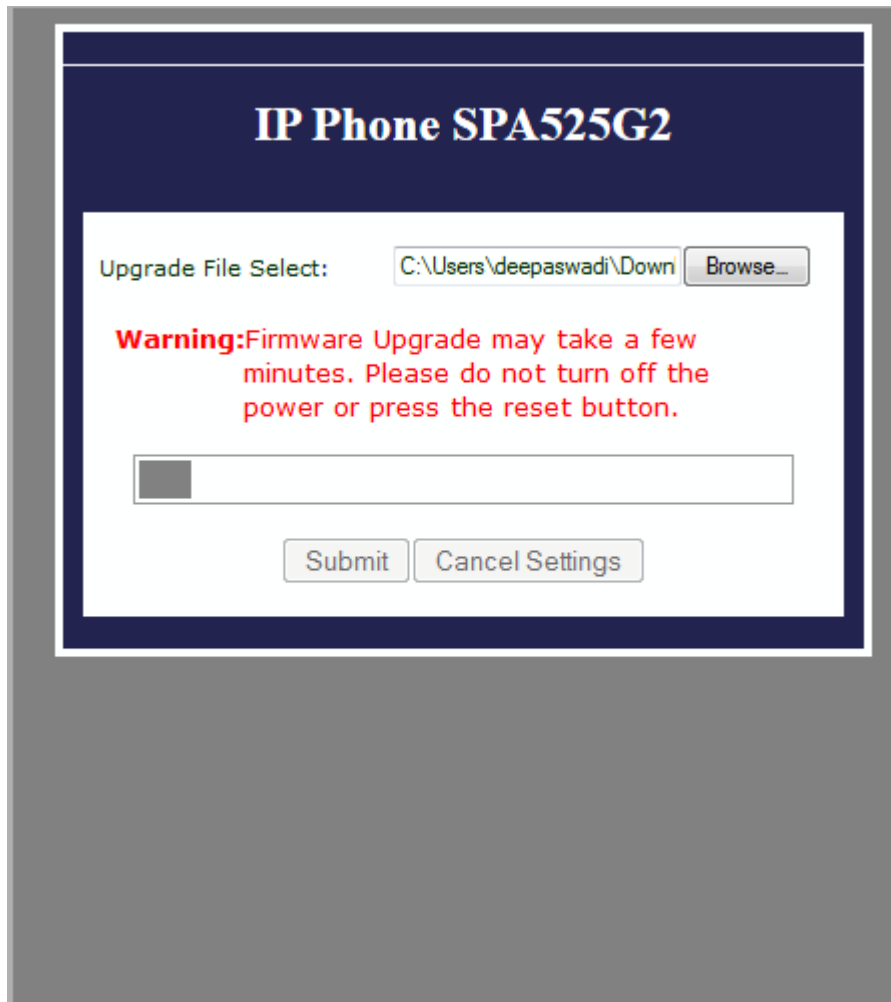 IP Phone SPA525G2
Upgrade File Select: C:\Users\deepaswadi\Down Browse...
Warning:Firmware Upgrade may take a few
minutes. Please do not turn off the
power or press the reset button.
Submit Cancel Settings